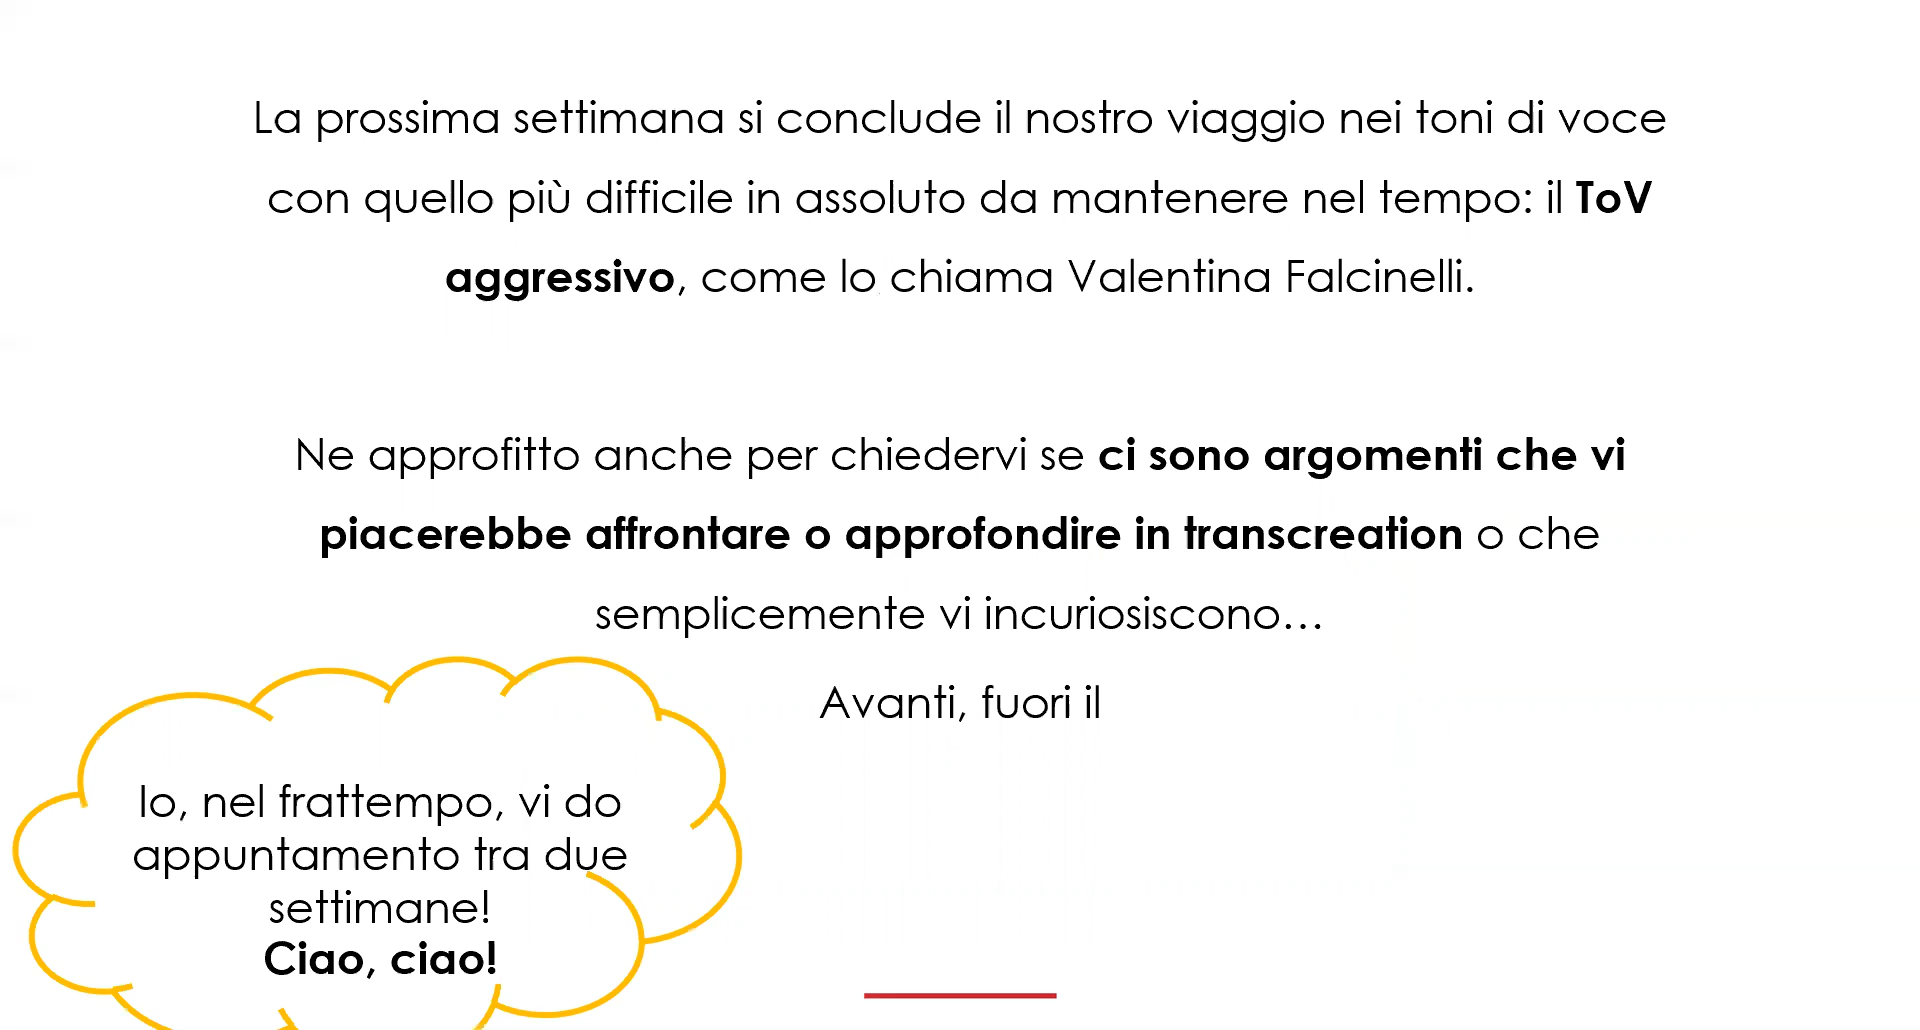 La prossima settimana si conclude il nostro viaggio nei toni di voce
con quello più difficile in assoluto da mantenere nel tempo: il ToV
aggressivo, come lo chiama Valentina Falcinelli.
Ne approfitto anche per chiedervi se ci sono argomenti che vi
piacerebbe affrontare o approfondire in transcreation o che
semplicemente vi incuriosiscono…
Avanti, fuori il
Io, nel frattempo, vi do
appuntamento tra due
settimane!
Ciao, ciao!